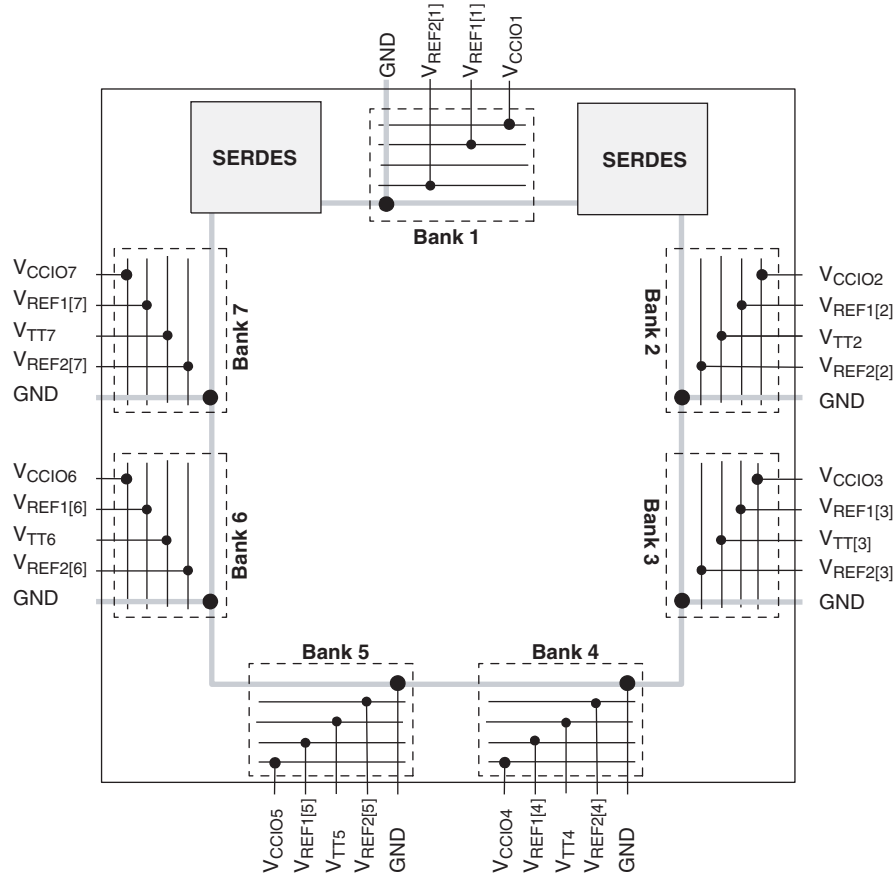 GND
VREF2[1]
VREF1[1]
VCCIO1
SERDES
SERDES
Bank 1
VCCIO7
VREF1[7]
VTT7
VREF2[7]
GND
Bank 7
Bank 2
VCCIO2
VREF1[2]
VTT2
VREF2[2]
GND
VCCIO6
VREF1[6]
VTT6
VREF2[6]
GND
Bank 6
Bank 3
VCCIO3
VREF1[3]
VTT[3]
VREF2[3]
GND
Bank 5
Bank 4
VCCIO5
VREF1[5]
VTT5
VREF2[5]
GND
VCCIO4
VREF1[4]
VTT4
VREF2[4]
GND